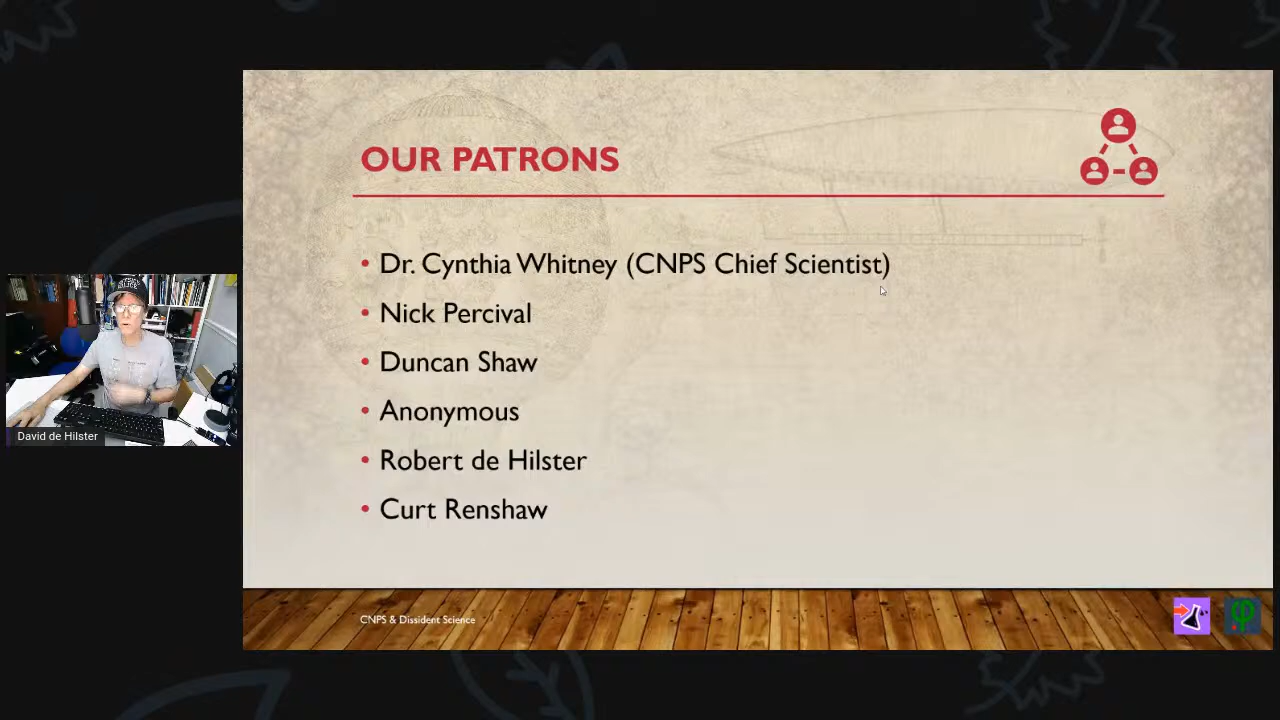 OUR PATRONS
• Dr. Cynthia Whitney (CNPS Chief Scientist)
• Nick Percival
• Duncan Shaw
• Anonymous
• Robert de Hilster
• Curt Renshaw
David de Hilster
CNPS & Dissident Science